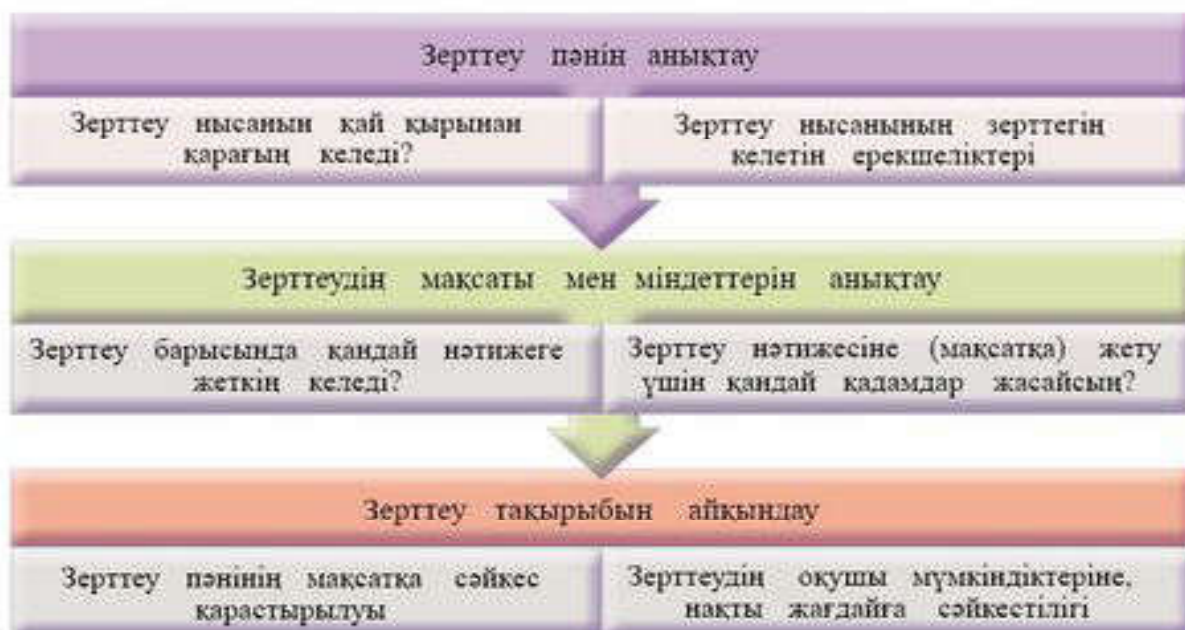 Зерттеу пәнін анықтау
Зерттеу нысанын қай қырынан
қарағың келеді?
Зерттеу нысанының зерттегің
келетін ерекшеліктері
Зерттеудің мақсаты мен міндеттерін анықтау
Зерттеу барысында қандай нәтижеге
жеткің келеді?
Зерттеу нәтижесіне (мақсатқа) жету
үшін қандай қадамдар жасайсың?
Зерттеу тақырыбын айқындау
Зерттеу пәнінің мақсатқа сәйкес
қарастырылуы
Зерттеудің оқушы мүмкіндіктеріне,
нақты жағдайға сәйкестілігі